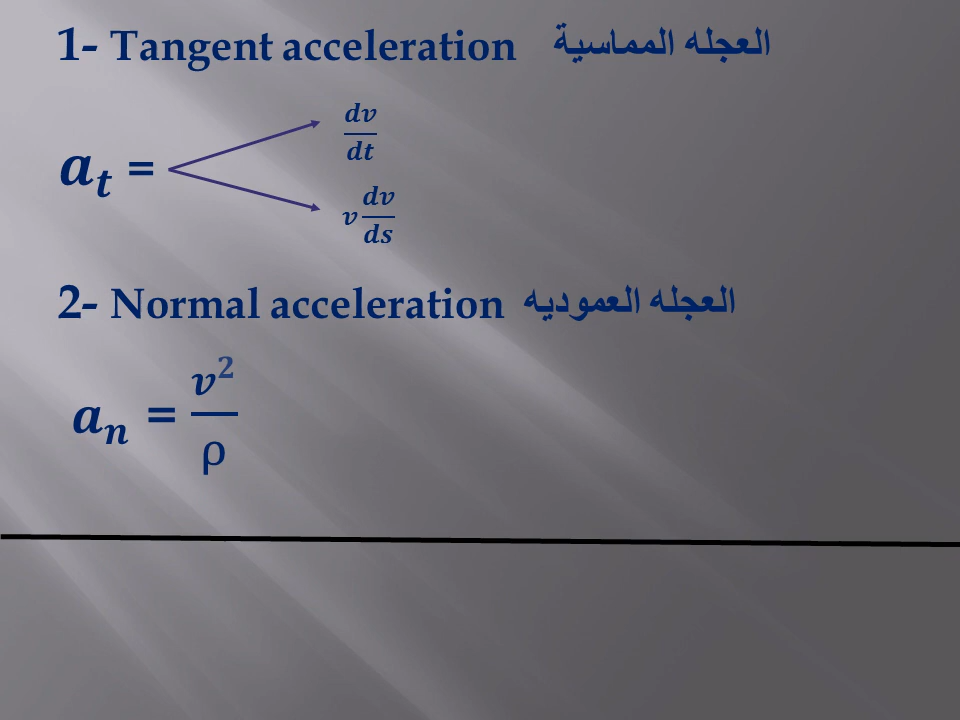 1- Tangent acceleration العجله المماسية
dv
dt
a_t =
v dv
ds
2- Normal acceleration العجله العموديه
a_n = v²
ρ